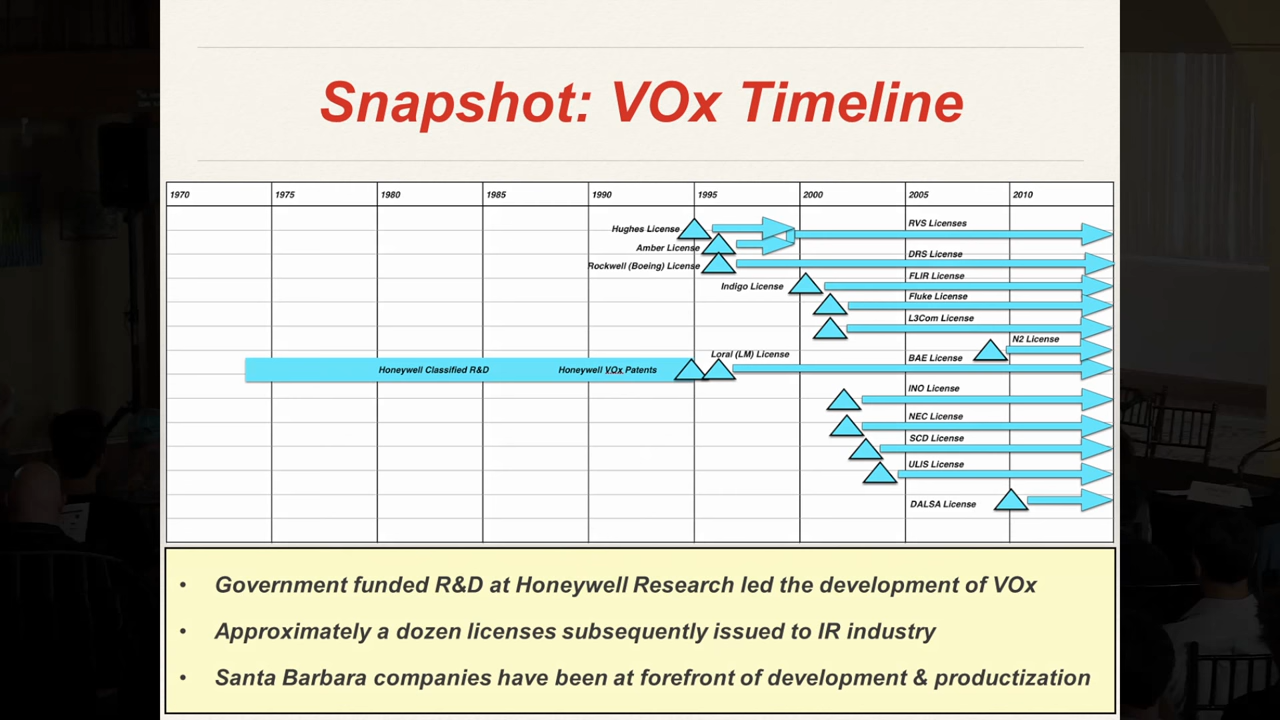 Snapshot: VOx Timeline
1970 1975 1980 1985 1990 1995 2000 2005 2010
Hughes License
RVS Licenses
Amber License
DRS License
Rockwell (Boeing) License
FLIR License
Indigo License
Fluke License
L3Com License
N2 License
Loral (LM) License
BAE License
Honeywell Classified R&D
Honeywell VOx Patents
INO License
NEC License
SCD License
ULIS License
DALSA License
• Government funded R&D at Honeywell Research led the development of VOx
• Approximately a dozen licenses subsequently issued to IR industry
• Santa Barbara companies have been at forefront of development & productization